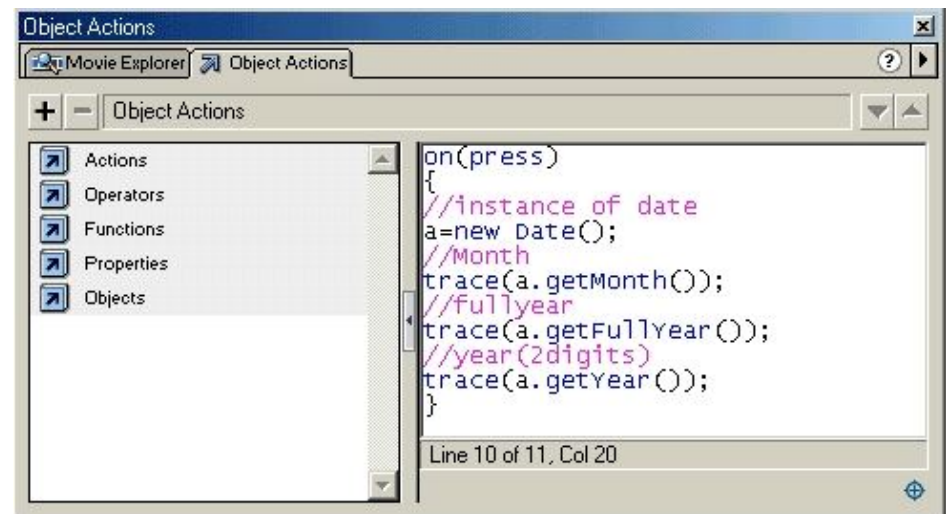 Object Actions
Movie Explorer Object Actions
Object Actions
Actions
Operators
Functions
Properties
Objects
on(press)
{
//instance of date
a=new Date();
//Month
trace(a.getMonth());
//fullyear
trace(a.getFullYear());
//year(2digits)
trace(a.getYear());
}
Line 10 of 11, Col 20